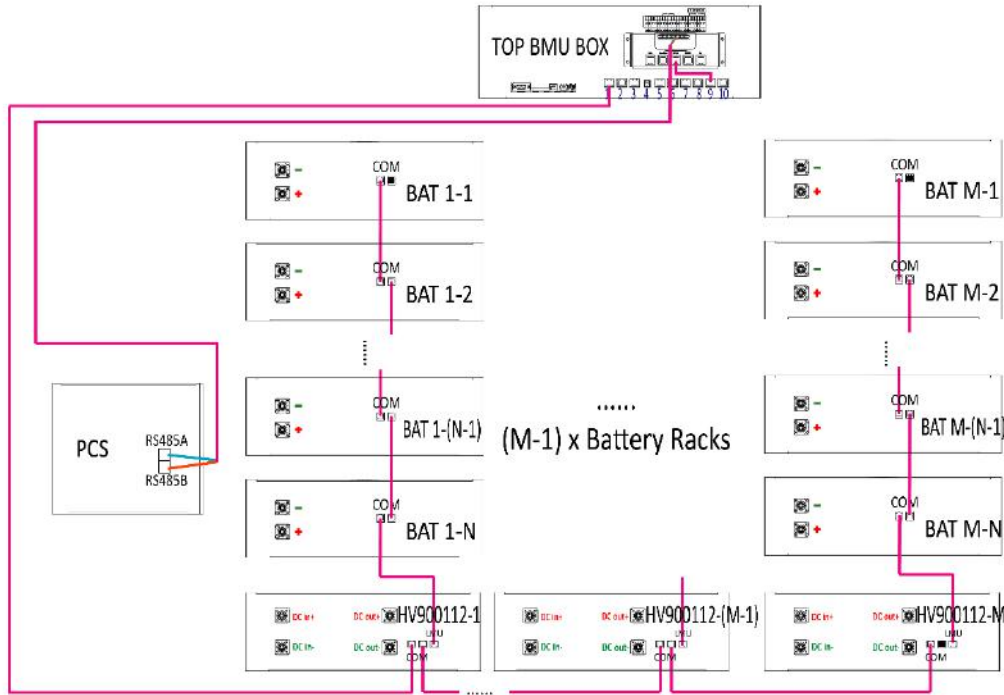 TOP BMU BOX
1 2 3 4 5 6 7 8 9 10
COM
- 
+
BAT 1-1
COM
-
+
BAT M-1
COM
-
+
BAT 1-2
COM
-
+
BAT M-2
......
......
COM
-
+
BAT 1-(N-1)
......
(M-1) x Battery Racks
COM
-
+
BAT M-(N-1)
PCS
RS485A
RS485B
COM
-
+
BAT 1-N
COM
-
+
BAT M-N
DC in+ DC out+ HV900112-1
DC in- DC out-
COM
DC in+ DC out+ HV900112-(M-1)
DC in- DC out-
COM
DC in+ DC out+ HV900112-M
DC in- DC out-
COM
......